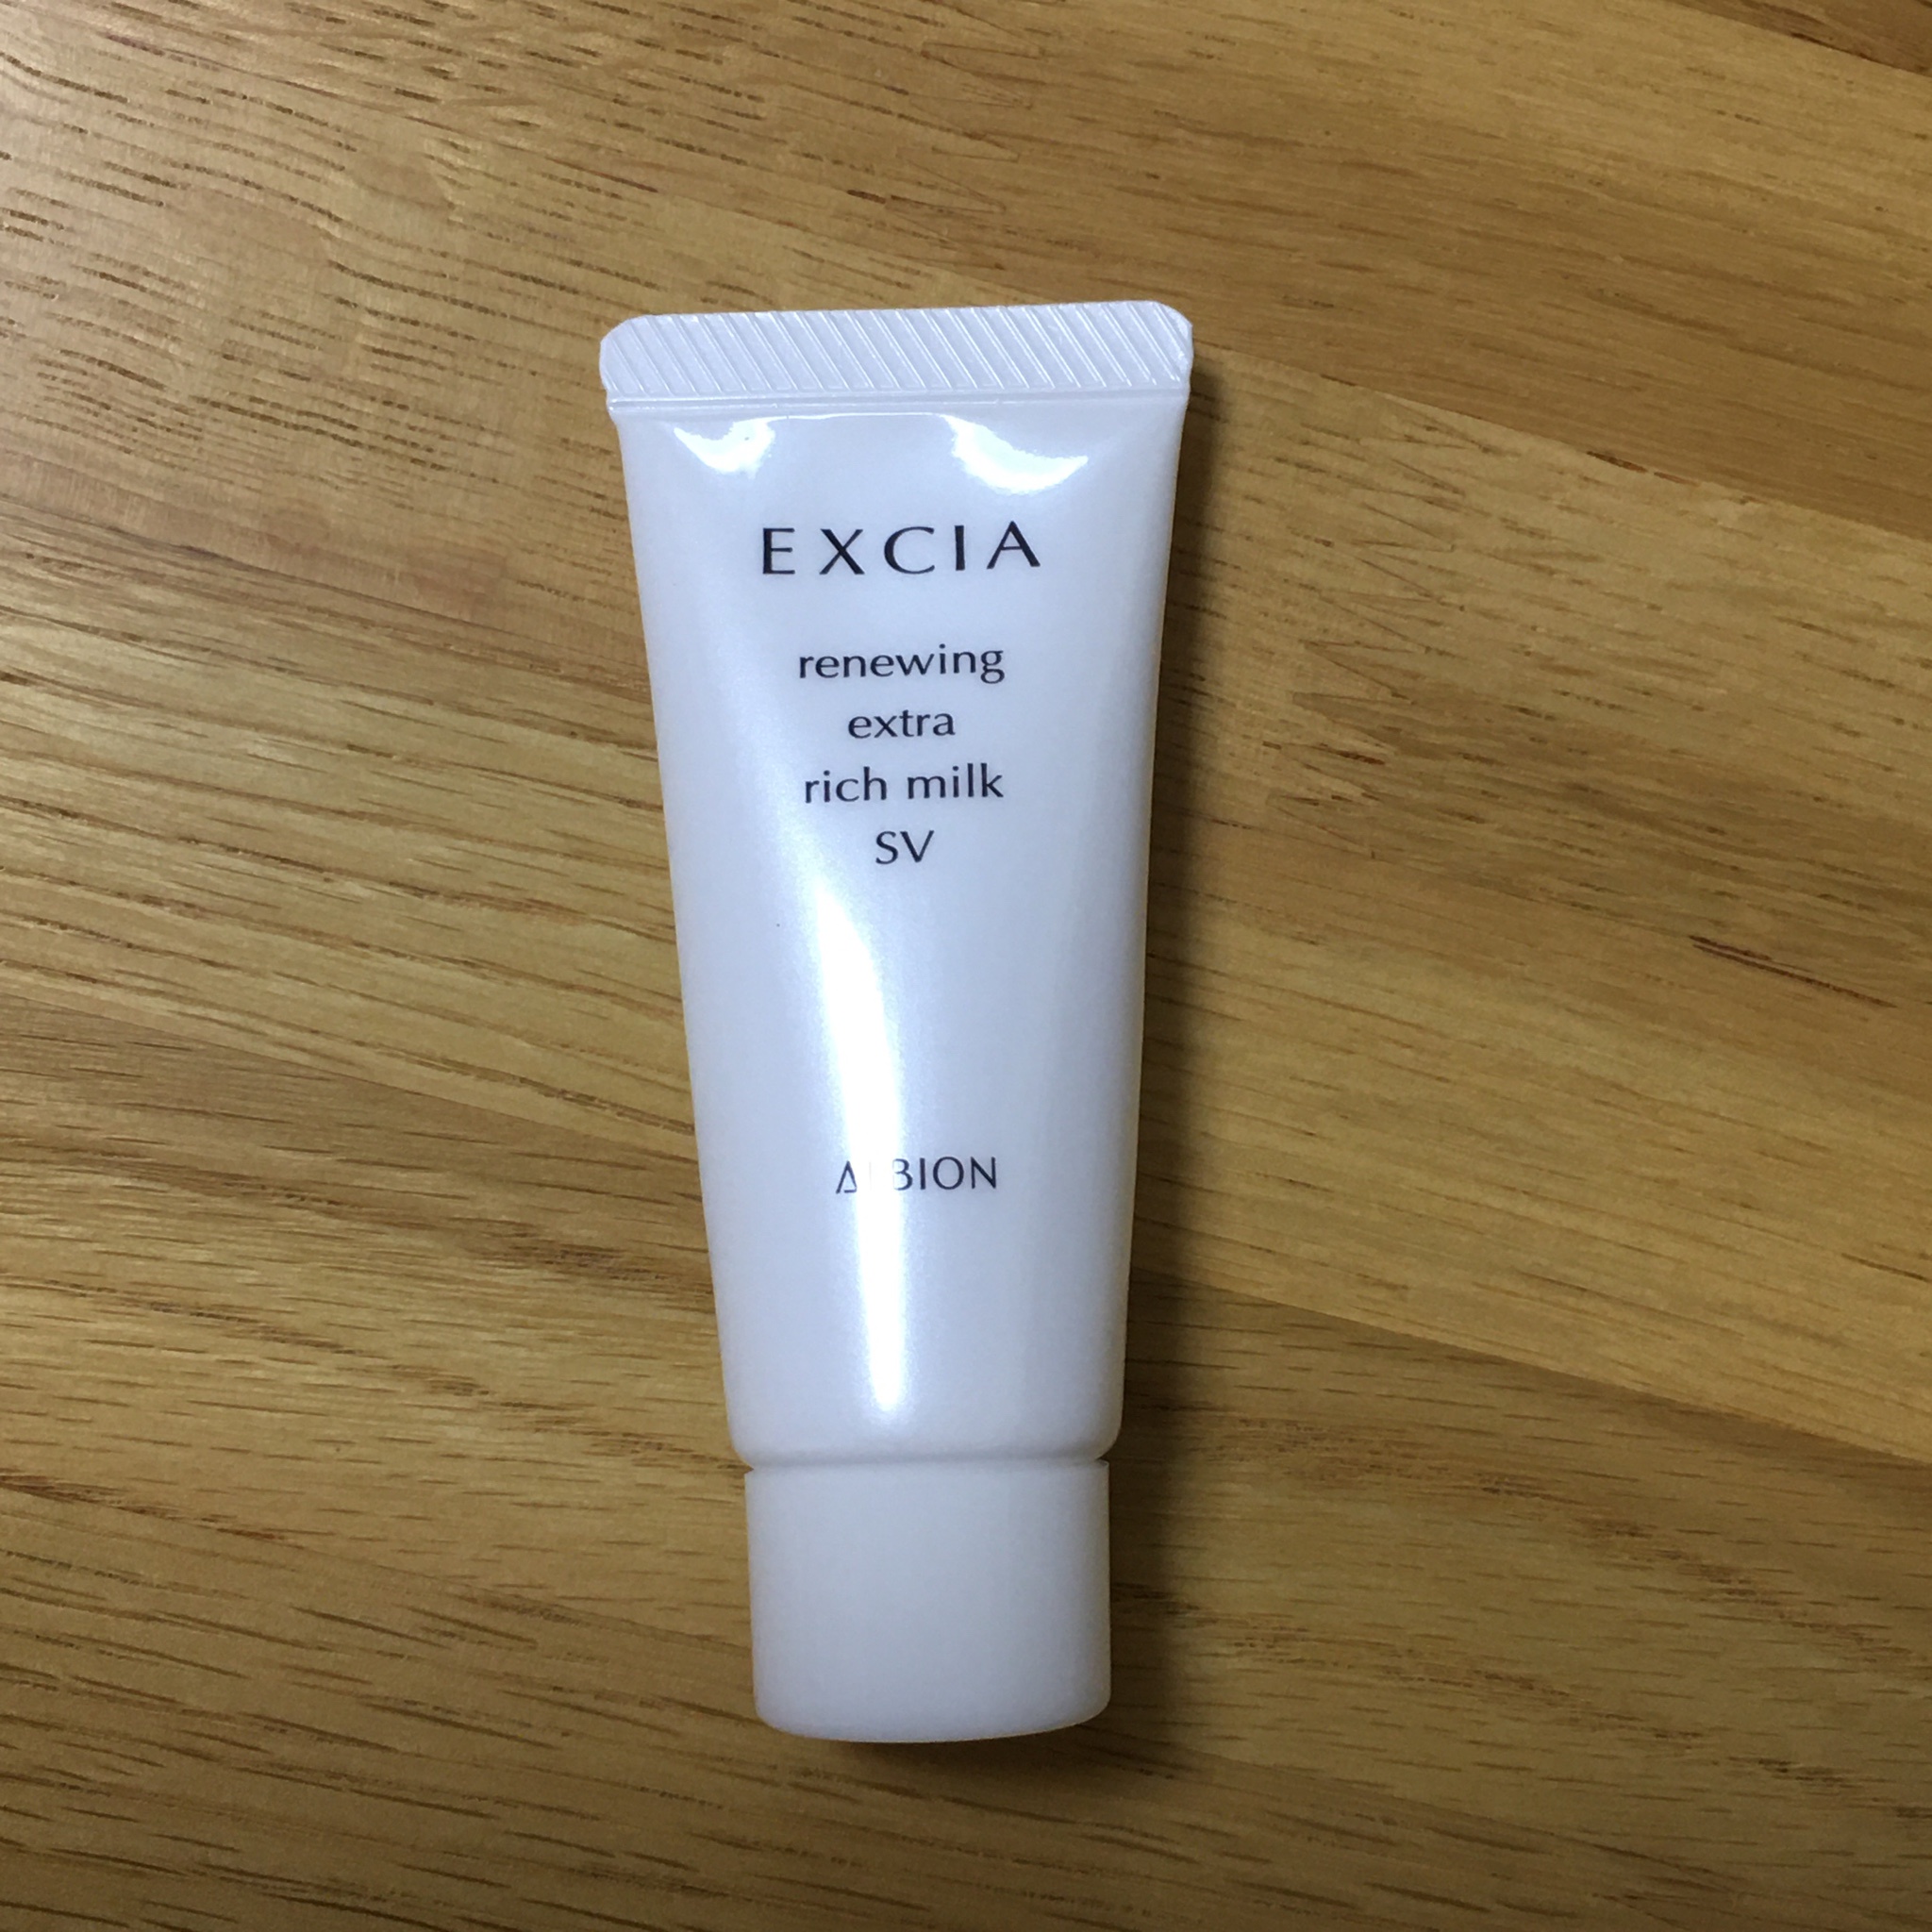 EXCIA
renewing
extra
rich milk
SV
ALBION